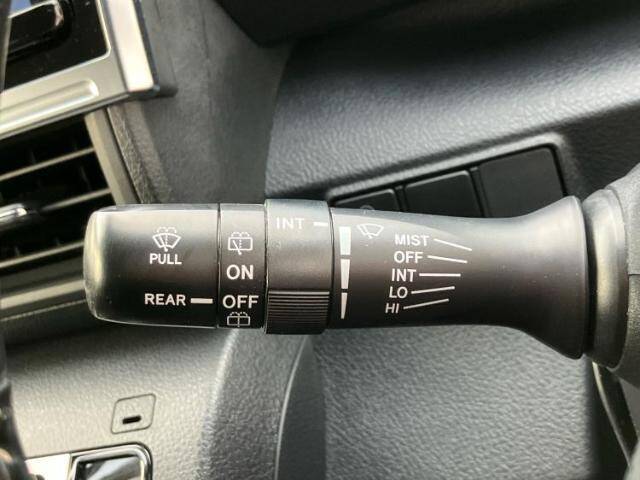 PULL
REAR
ON
OFF
INT
MIST
OFF
INT
LO
HI